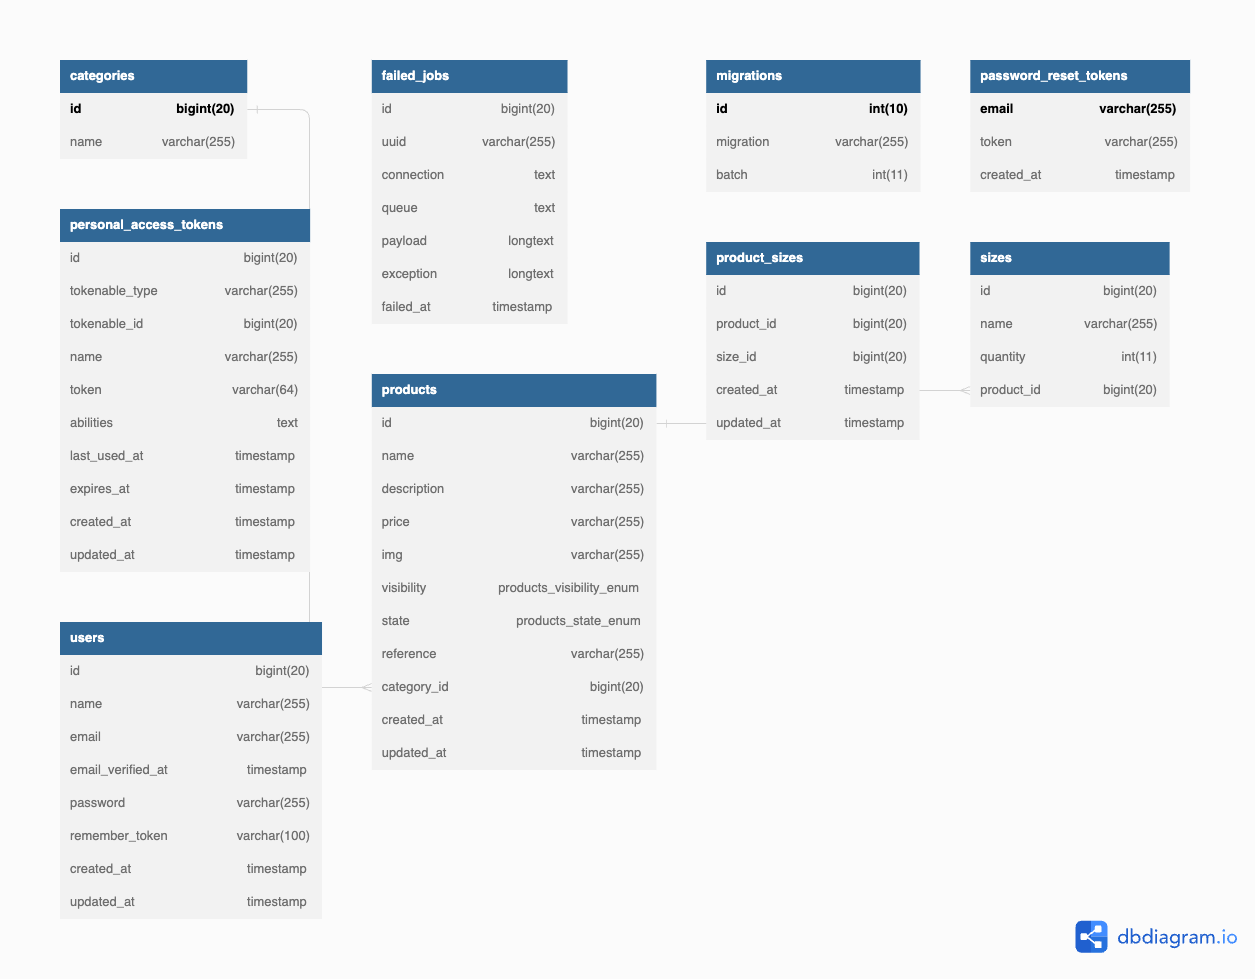 categories
id bigint(20)
name varchar(255)
personal_access_tokens
id bigint(20)
tokenable_type varchar(255)
tokenable_id bigint(20)
name varchar(255)
token varchar(64)
abilities text
last_used_at timestamp
expires_at timestamp
created_at timestamp
updated_at timestamp
users
id bigint(20)
name varchar(255)
email varchar(255)
email_verified_at timestamp
password varchar(255)
remember_token varchar(100)
created_at timestamp
updated_at timestamp
failed_jobs
id bigint(20)
uuid varchar(255)
connection text
queue text
payload longtext
exception longtext
failed_at timestamp
products
id bigint(20)
name varchar(255)
description varchar(255)
price varchar(255)
img varchar(255)
visibility products_visibility_enum
state products_state_enum
reference varchar(255)
category_id bigint(20)
created_at timestamp
updated_at timestamp
migrations
id int(10)
migration varchar(255)
batch int(11)
product_sizes
id bigint(20)
product_id bigint(20)
size_id bigint(20)
created_at timestamp
updated_at timestamp
password_reset_tokens
email varchar(255)
token varchar(255)
created_at timestamp
sizes
id bigint(20)
name varchar(255)
quantity int(11)
product_id bigint(20)
dbdiagram.io